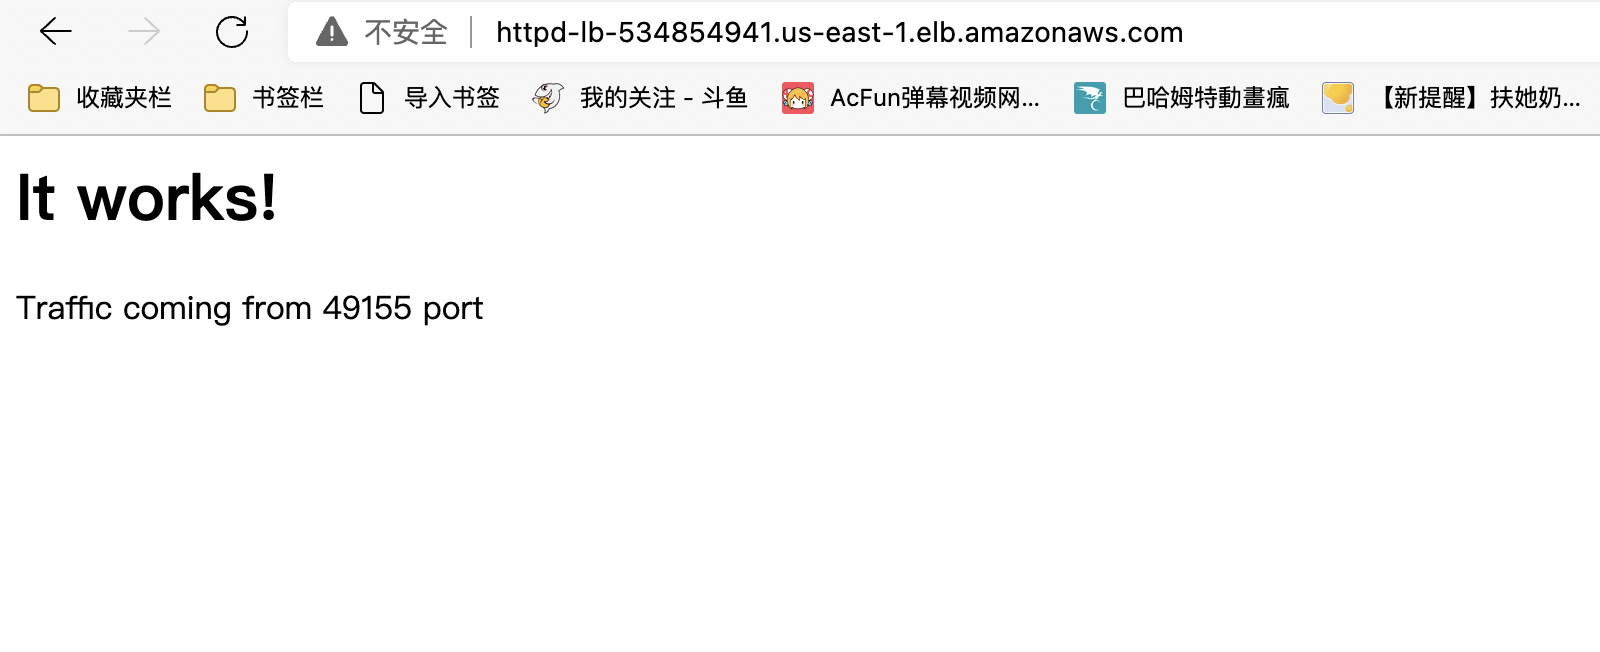 不安全 httpd-lb-534854941.us-east-1.elb.amazonaws.com
收藏夹栏 书签栏 导入书签 我的关注 - 斗鱼 AcFun弹幕视频网... 巴哈姆特動畫瘋 【新提醒】扶她奶...
It works!
Traffic coming from 49155 port